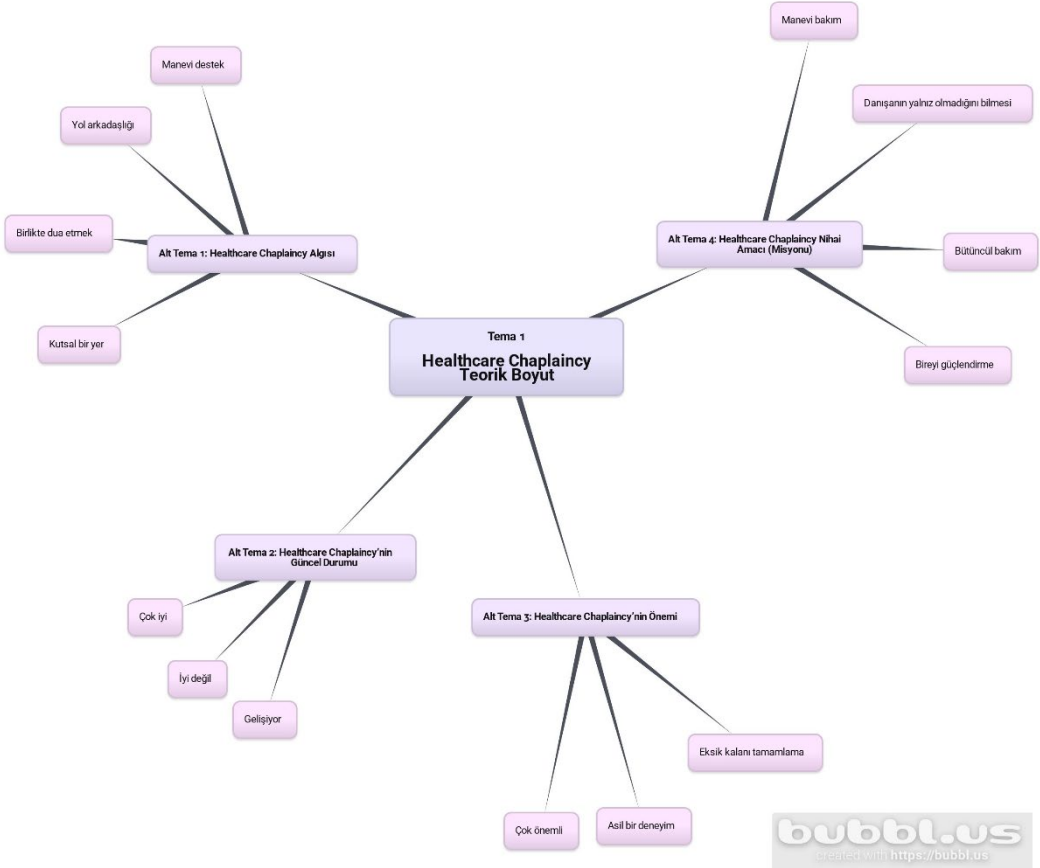 Manevi bakım
Manevi destek
Danışanın yalnız olmadığını bilmesi
Yol arkadaşlığı
Birlikte dua etmek
Alt Tema 1: Healthcare Chaplaincy Algısı
Alt Tema 4: Healthcare Chaplaincy Nihai
Amacı (Misyonu)
Bütüncül bakım
Kutsal bir yer
Bireyi güçlendirme
Tema 1
Healthcare Chaplaincy
Teorik Boyut
Alt Tema 2: Healthcare Chaplaincy'nin
Güncel Durumu
Çok iyi
İyi değil
Gelişiyor
Alt Tema 3: Healthcare Chaplaincy'nin Önemi
Eksik kalanı tamamlama
Çok önemli
Asil bir deneyim
bubbl.us
created with https://bubbl.us